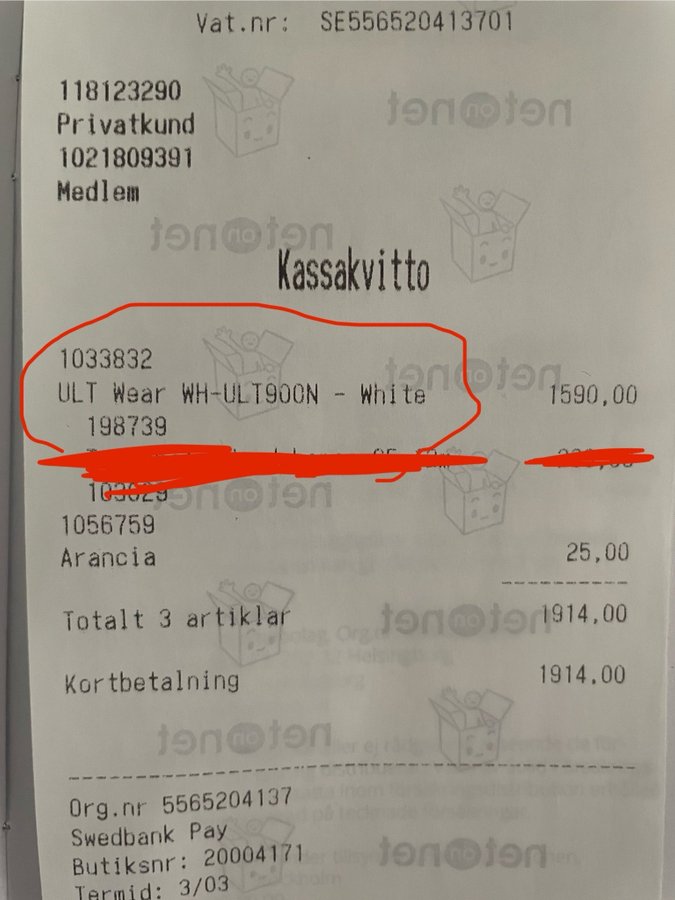 Vat.nr: SE556520413701
118123290
Privatkund
1021809391
Medlem
Kassakvitto
1033832
ULT Wear WH-ULT900N - White 1590,00
198739
103629
1056759
Arancia 25,00
Totalt 3 artiklar 1914,00
Kortbetalning 1914,00
Org.nr 5565204137
Swedbank Pay
Butiksnr: 20004171
Termid: 3/03